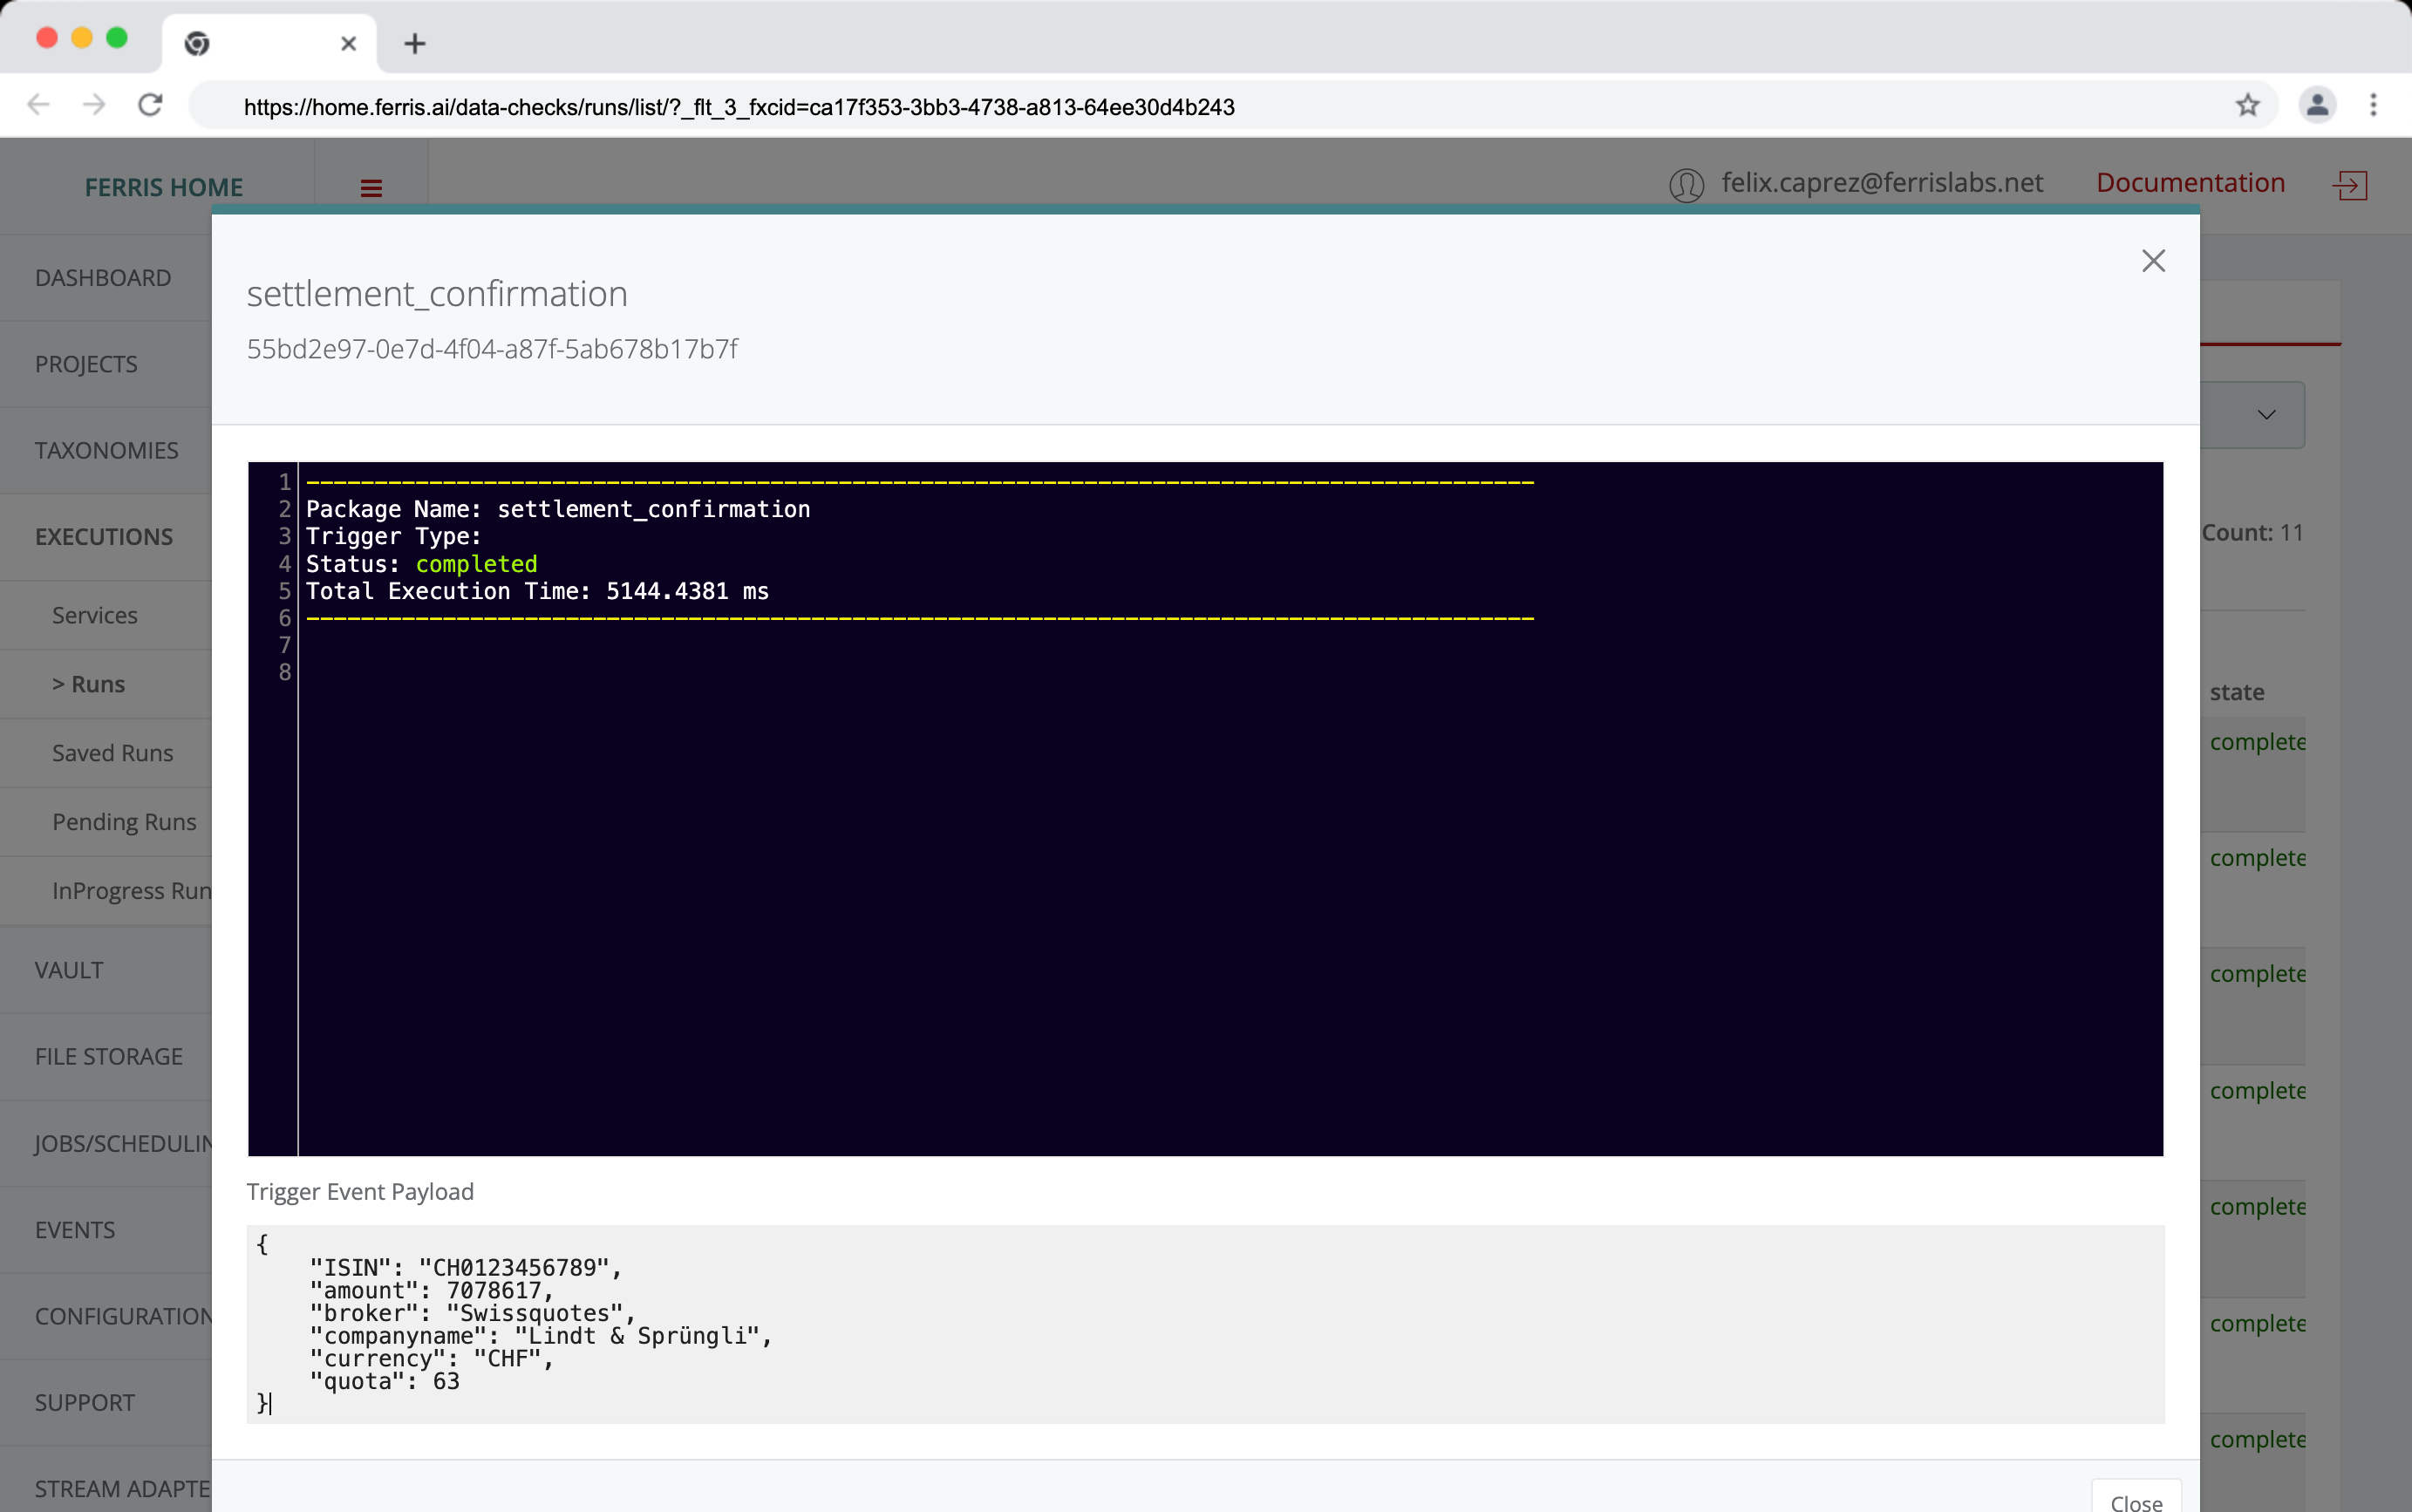 https://home.ferris.ai/data-checks/runs/list/?_flt_3_fxcid=ca17f353-3bb3-4738-a813-64ee30d4b243
FERRIS HOME
felix.caprez@ferrislabs.net
Documentation
DASHBOARD
PROJECTS
TAXONOMIES
EXECUTIONS
Services
> Runs
Saved Runs
Pending Runs
InProgress Run
VAULT
FILE STORAGE
JOBS/SCHEDULIN
EVENTS
CONFIGURATION
SUPPORT
STREAM ADAPTE
settlement_confirmation
55bd2e97-0e7d-4f04-a87f-5ab678b17b7f
1 ------------------------------------------------------------------------------------------
2 Package Name: settlement_confirmation
3 Trigger Type:
4 Status: completed
5 Total Execution Time: 5144.4381 ms
6 ------------------------------------------------------------------------------------------
7
8
Trigger Event Payload
{
"ISIN": "CH0123456789",
"amount": 7078617,
"broker": "Swissquotes",
"companyname": "Lindt & Sprüngli",
"currency": "CHF",
"quota": 63
}
Close
Count: 11
state
complete
complete
complete
complete
complete
complete
complete